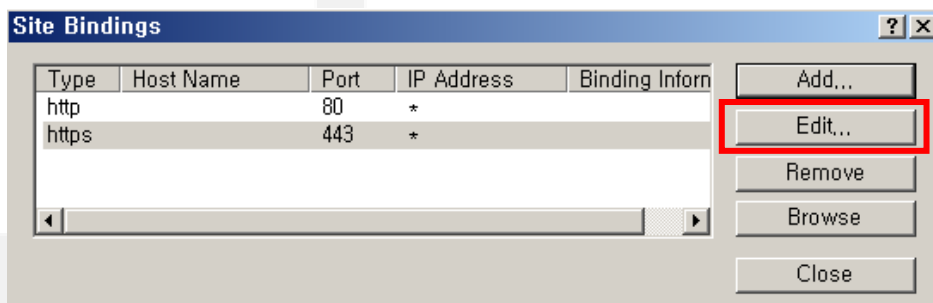 Site Bindings
Type Host Name Port IP Address Binding Inforn
http 80 *
https 443 *
Add...
Edit...
Remove
Browse
Close